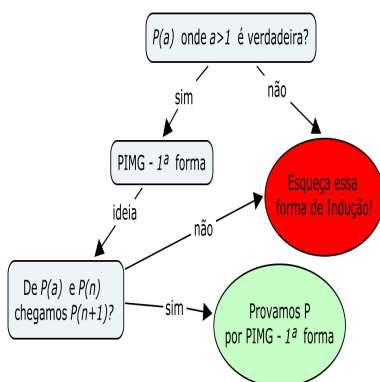 P(a) onde a>1 é verdadeira?
sim
não
PIMG - 1ª forma
Esqueça essa
forma de Indução!
ideia
não
De P(a) e P(n)
chegamos P(n+1)?
sim
Provamos P
por PIMG - 1ª forma